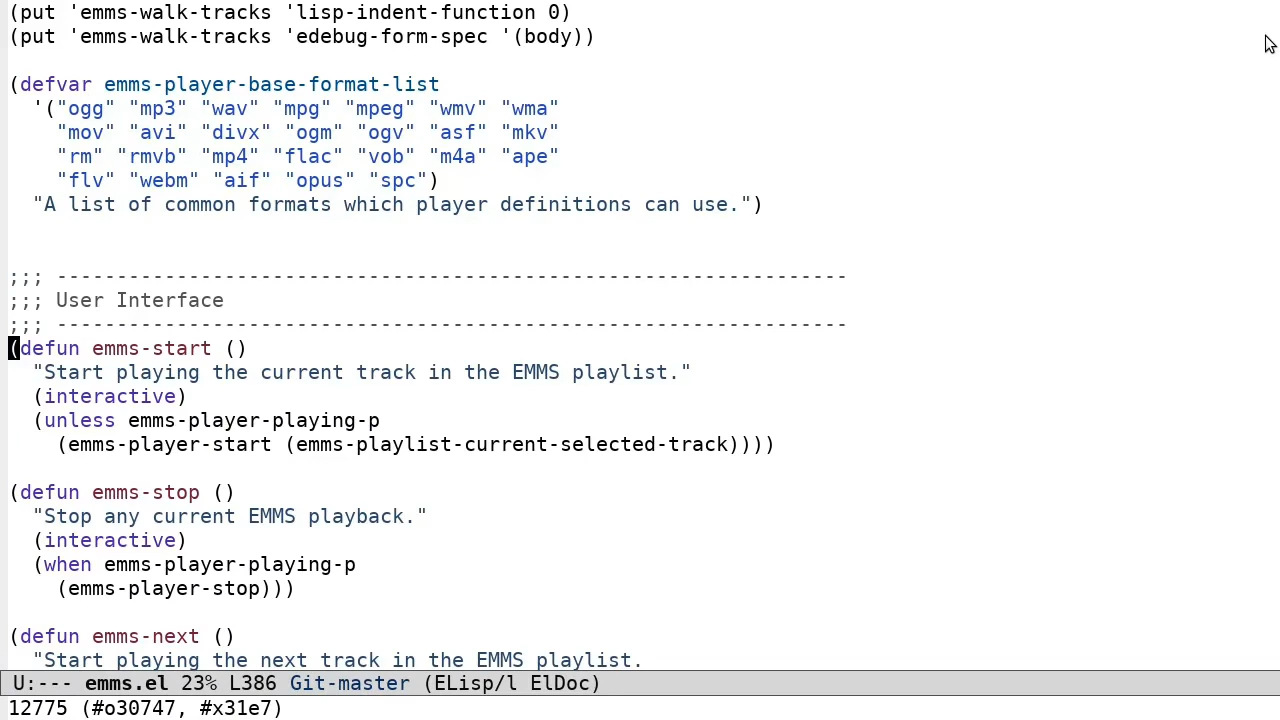 (put 'emms-walk-tracks 'lisp-indent-function 0)
(put 'emms-walk-tracks 'edebug-form-spec '(body))

(defvar emms-player-base-format-list
  '("ogg" "mp3" "wav" "mpg" "mpeg" "wmv" "wma"
    "mov" "avi" "divx" "ogm" "ogv" "asf" "mkv"
    "rm" "rmvb" "mp4" "flac" "vob" "m4a" "ape"
    "flv" "webm" "aif" "opus" "spc")
  "A list of common formats which player definitions can use.")


;;; ------------------------------------------------------------------
;;; User Interface
;;; ------------------------------------------------------------------
(defun emms-start ()
  "Start playing the current track in the EMMS playlist."
  (interactive)
  (unless emms-player-playing-p
    (emms-player-start (emms-playlist-current-selected-track))))

(defun emms-stop ()
  "Stop any current EMMS playback."
  (interactive)
  (when emms-player-playing-p
    (emms-player-stop)))

(defun emms-next ()
  "Start playing the next track in the EMMS playlist.
U:--- emms.el 23% L386 Git-master (ELisp/l ElDoc)
12775 (#o30747, #x31e7)